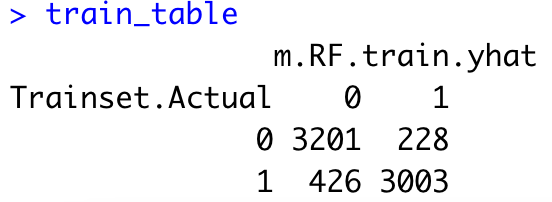 > train_table
m.RF.train.yhat
Trainset.Actual 0 1
0 3201 228
1 426 3003